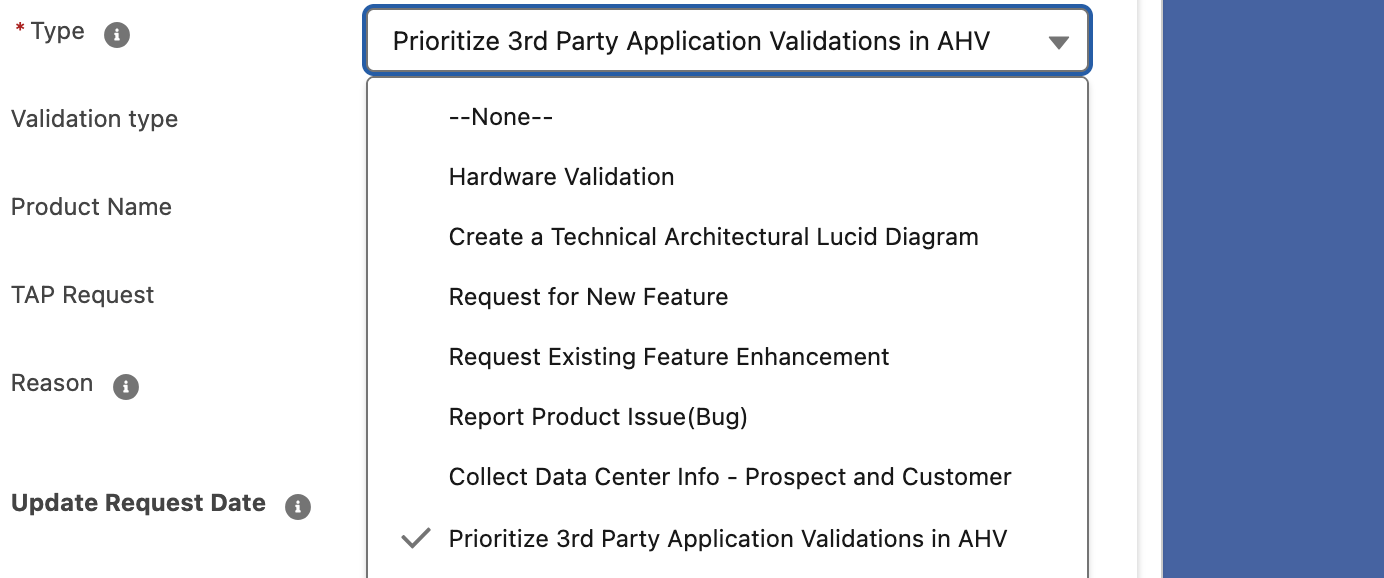 * Type
Prioritize 3rd Party Application Validations in AHV
--None--
Validation type
Hardware Validation
Product Name
Create a Technical Architectural Lucid Diagram
TAP Request
Request for New Feature
Request Existing Feature Enhancement
Reason
Report Product Issue(Bug)
Collect Data Center Info - Prospect and Customer
Update Request Date
Prioritize 3rd Party Application Validations in AHV